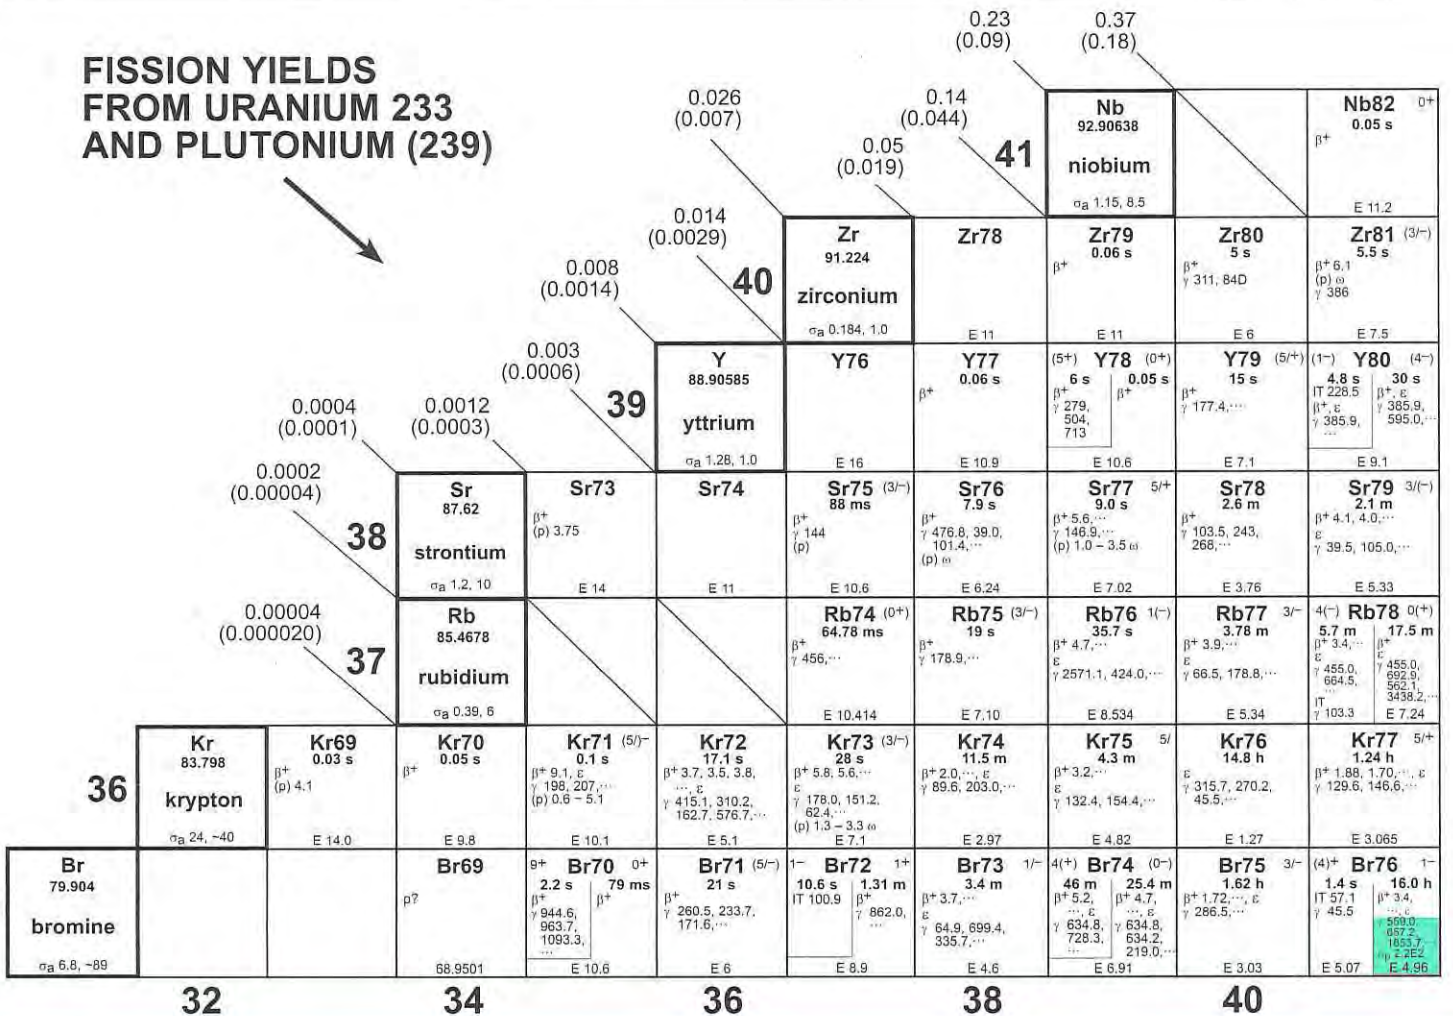 FISSION YIELDS
FROM URANIUM 233
AND PLUTONIUM (239)
0.23
(0.09)
0.37
(0.18)
0.026
(0.007)
0.14
(0.044)
0.05
(0.019)
0.014
(0.0029)
0.008
(0.0014)
0.003
(0.0006)
0.0004
(0.0001)
0.0012
(0.0003)
0.0002
(0.00004)
0.00004
(0.000020)
41
Nb
92.90638
niobium
σa 1.15, 8.5
Nb82 0+
0.05 s
β+
E 11.2
40
Zr
91.224
zirconium
σa 0.184, 1.0
Zr78
E 11
Zr79
0.06 s
β+
E 11
Zr80
5 s
β+
γ 311, 84D
E 6
Zr81 (3/−)
5.5 s
β+ 6.1
(p) ω
γ 386
E 7.5
39
Y
88.90585
yttrium
σa 1.28, 1.0
Y76
E 16
Y77
0.06 s
β+
E 10.9
(5+) Y78 (0+)
6 s
β+
γ 279,
504,
713
0.05 s
β+
E 10.6
Y79 (5/+)
15 s
β+
γ 177.4,···
E 7.1
(1−) Y80 (4−)
4.8 s
IT 228.5
β+, ε
γ 385.9,
···
30 s
β+, ε
γ 385.9,
595.0,···
E 9.1
38
Sr
87.62
strontium
σa 1.2, 10
Sr73
β+
(p) 3.75
E 14
Sr74
E 11
Sr75 (3/−)
88 ms
β+
γ 144
(p)
E 10.6
Sr76
7.9 s
β+
γ 476.8, 39.0,
101.4,···
(p) ω
E 6.24
Sr77 5/+
9.0 s
β+ 5.6,···
γ 146.9,···
(p) 1.0 – 3.5 ω
E 7.02
Sr78
2.6 m
β+
γ 103.5, 243,
268,···
E 3.76
Sr79 3/(−)
2.1 m
β+ 4.1, 4.0,···
ε
γ 39.5, 105.0,···
E 5.33
37
Rb
85.4678
rubidium
σa 0.39, 6
Rb74 (0+)
64.78 ms
β+
γ 456,···
E 10.414
Rb75 (3/−)
19 s
β+
γ 178.9,···
E 7.10
Rb76 1(−)
35.7 s
β+ 4.7,···
ε
γ 2571.1, 424.0,···
E 8.534
Rb77 3/−
3.78 m
β+ 3.9,···
ε
γ 66.5, 178.8,···
E 5.34
4(−) Rb78 0(+)
5.7 m
β+ 3.4,···
ε
γ 455.0,
664.5,
···
IT
γ 103.3
17.5 m
β+
ε
γ 455.0,
692.9,
562.1,
3438.2,···
E 7.24
36
Kr
83.798
krypton
σa 24, ~40
Kr69
0.03 s
β+
(p) 4.1
E 14.0
Kr70
0.05 s
β+
E 9.8
Kr71 (5/)−
0.1 s
β+ 9.1, ε
γ 198, 207,···
(p) 0.6 – 5.1
E 10.1
Kr72
17.1 s
β+ 3.7, 3.5, 3.8,
···, ε
γ 415.1, 310.2,
162.7, 576.7,···
E 5.1
Kr73 (3/−)
28 s
β+ 5.8, 5.6,···
ε
γ 178.0, 151.2,
62.4,···
(p) 1.3 – 3.3 ω
E 7.1
Kr74
11.5 m
β+ 2.0,···, ε
γ 89.6, 203.0,···
E 2.97
Kr75 5/
4.3 m
β+ 3.2,···
ε
γ 132.4, 154.4,···
E 4.82
Kr76
14.8 h
ε
γ 315.7, 270.2,
45.5,···
E 1.27
Kr77 5/+
1.24 h
β+ 1.88, 1.70,···, ε
γ 129.6, 146.6,···
E 3.065
Br
79.904
bromine
σa 6.8, ~89
Br69
p?
68.9501
9+ Br70 0+
2.2 s
β+
γ 944.6,
963.7,
1093.3,
···
79 ms
β+
E 10.6
Br71 (5/−)
21 s
β+
γ 260.5, 233.7,
171.6,···
E 6
1− Br72 1+
10.6 s
IT 100.9
1.31 m
β+
γ 862.0,
···
E 8.9
Br73 1/−
3.4 m
β+ 3.7,···
ε
γ 64.9, 699.4,
335.7,···
E 4.6
4(+) Br74 (0−)
46 m
β+ 5.2,
···, ε
γ 634.8,
728.3,
···
25.4 m
β+ 4.7,
···, ε
γ 634.8,
634.2,
219.0,···
E 6.91
Br75 3/−
1.62 h
β+ 1.72,···, ε
γ 286.5,···
E 3.03
(4)+ Br76 1−
1.4 s
IT 57.1
γ 45.5
E 5.07
16.0 h
β+ 3.4,
···, ε
γ 559.0,
657.2,
1853.7,···
σp 2.2E2
E 4.96
32
34
36
38
40